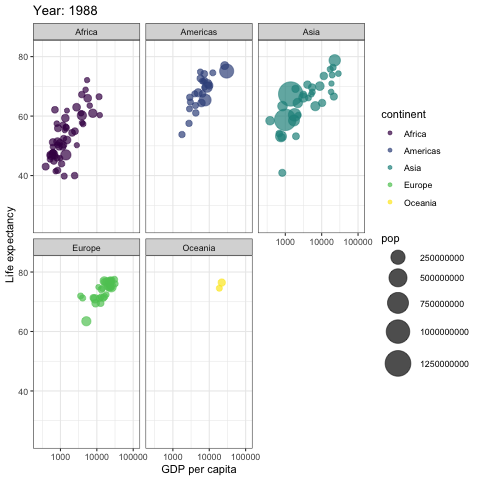 Year: 1988
Africa
Americas
Asia
80
60
40
1000
10000
100000
Europe
Oceania
80
60
40
1000
10000
100000
1000
10000
100000
Life expectancy
GDP per capita
continent
Africa
Americas
Asia
Europe
Oceania
pop
250000000
500000000
750000000
1000000000
1250000000